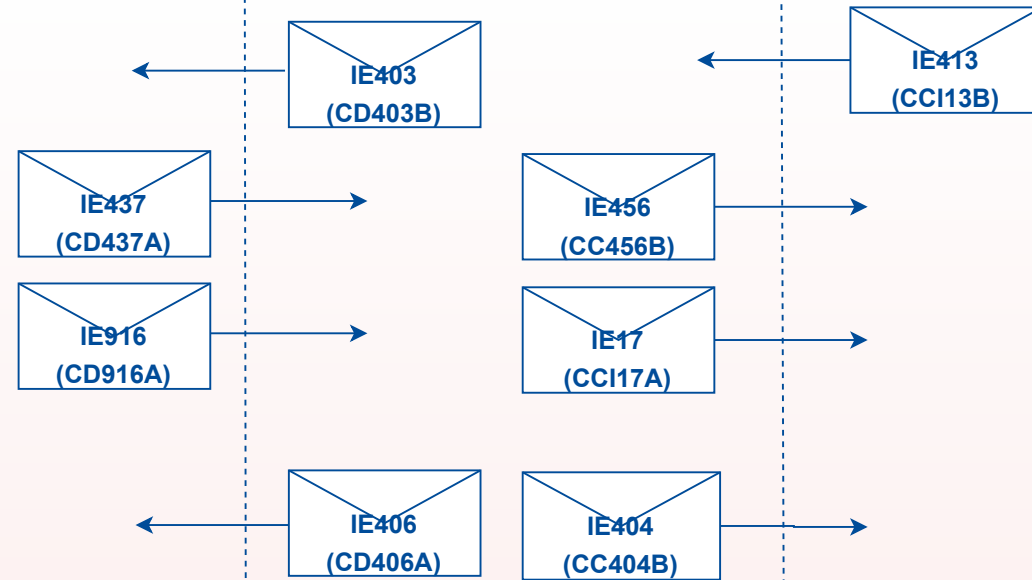 IE403
(CD403B)
IE413
(CCI13B)
IE437
(CD437A)
IE456
(CC456B)
IE916
(CD916A)
IE17
(CCI17A)
IE406
(CD406A)
IE404
(CC404B)